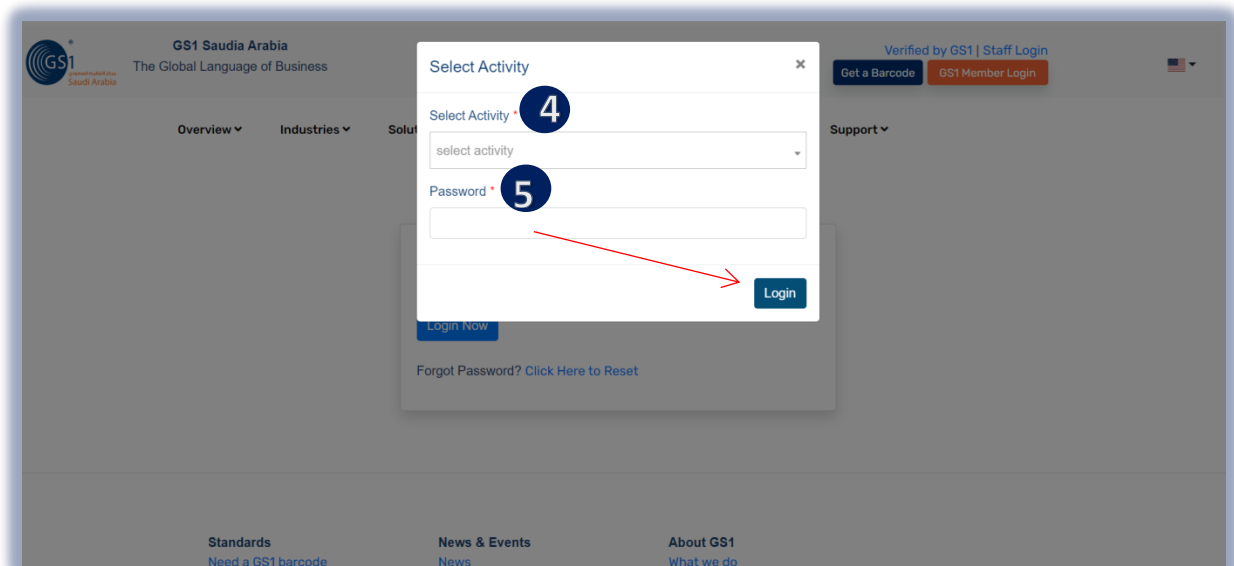 GS1 Saudia Arabia
The Global Language of Business
GS1
Saudi Arabia
Verified by GS1 | Staff Login
Get a Barcode
GS1 Member Login
Overview
Industries
Solut
Support
Select Activity
×
Select Activity *
4
select activity
Password *
5
Login
Login Now
Forgot Password? Click Here to Reset
Standards
News & Events
About GS1
Need a GS1 barcode
News
What we do